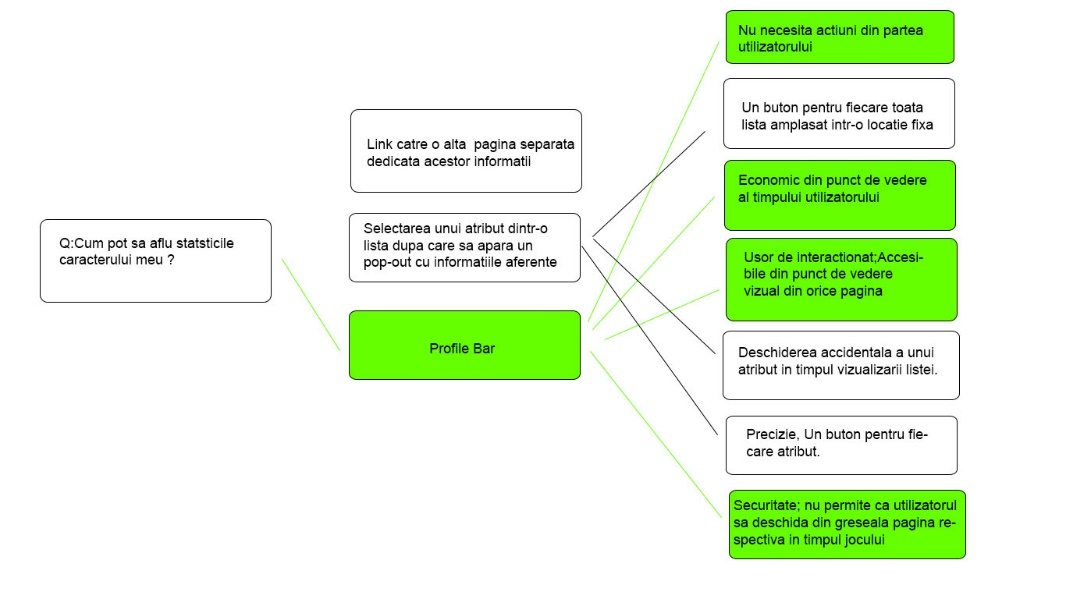 Q:Cum pot sa aflu statsticile
caracterului meu ?
Link catre o alta pagina separata
dedicata acestor informatii
Selectarea unui atribut dintr-o
lista dupa care sa apara un
pop-out cu informatiile aferente
Profile Bar
Nu necesita actiuni din partea
utilizatorului
Un buton pentru fiecare toata
lista amplasat intr-o locatie fixa
Economic din punct de vedere
al timpului utilizatorului
Usor de interactionat;Accesi-
bile din punct de vedere
vizual din orice pagina
Deschiderea accidentala a unui
atribut in timpul vizualizarii listei.
Precizie, Un buton pentru fie-
care atribut.
Securitate; nu permite ca utilizatorul
sa deschida din greseala pagina re-
spectiva in timpul jocului